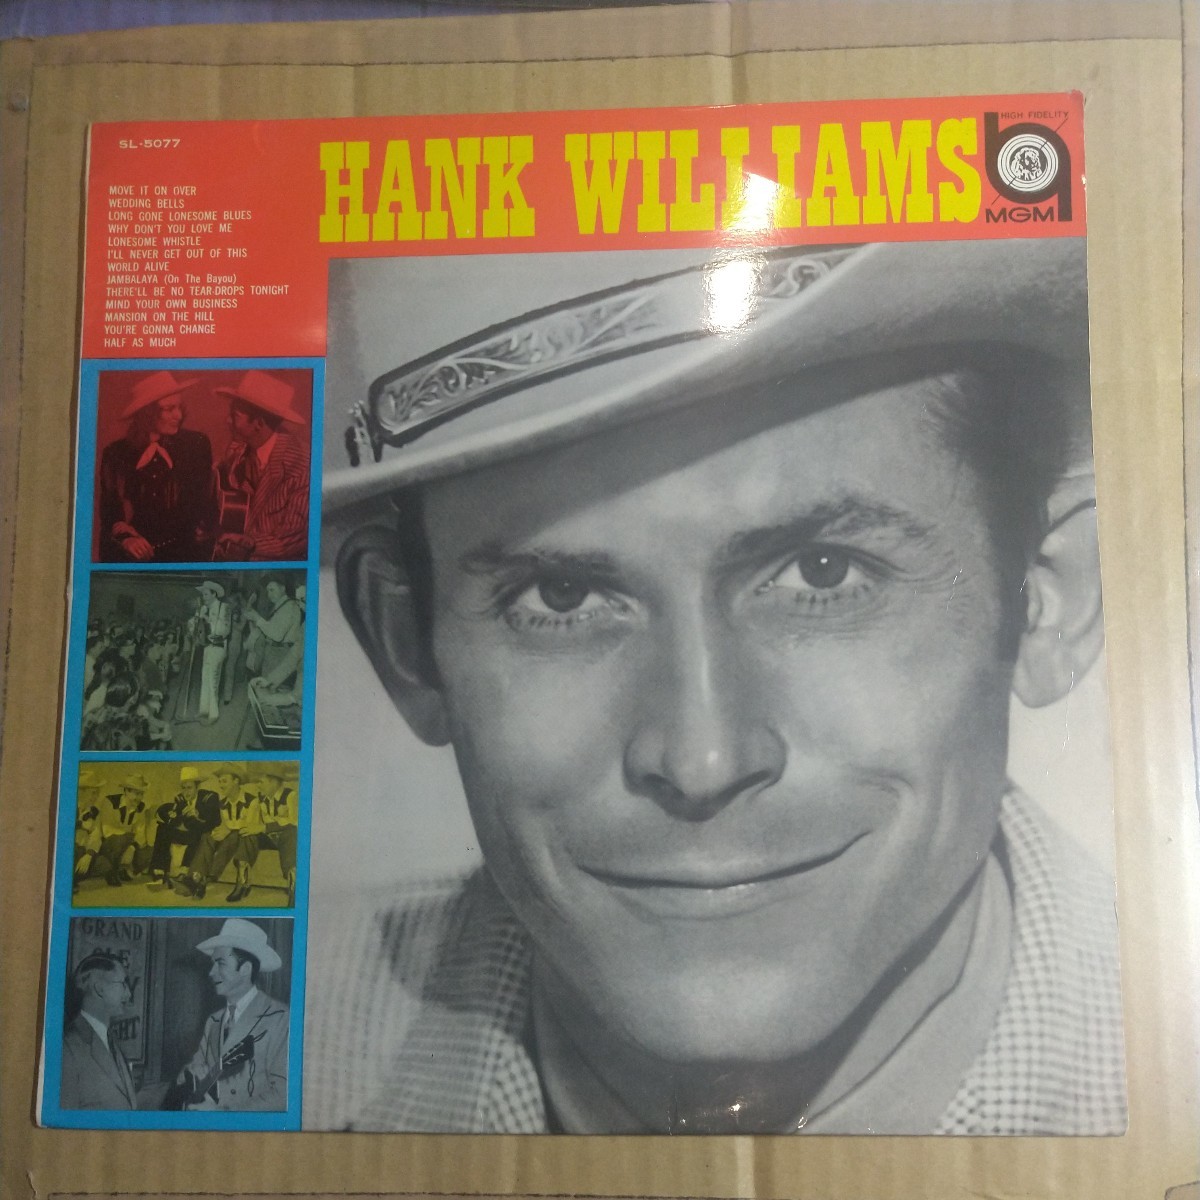 SL-5077
HANK WILLIAMS
HIGH FIDELITY
MGM
MOVE IT ON OVER
WEDDING BELLS
LONG GONE LONESOME BLUES
WHY DON'T YOU LOVE ME
LONESOME WHISTLE
I'LL NEVER GET OUT OF THIS
WORLD ALIVE
JAMBALAYA (On The Bayou)
THERE'LL BE NO TEAR-DROPS TONIGHT
MIND YOUR OWN BUSINESS
MANSION ON THE HILL
YOU'RE GONNA CHANGE
HALF AS MUCH
GRAND